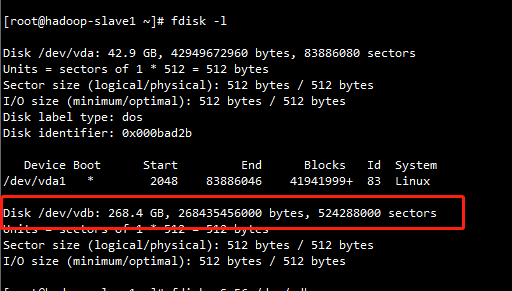 [root@hadoop-slave1 ~]# fdisk -l
Disk /dev/vda: 42.9 GB, 42949672960 bytes, 83886080 sectors
Units = sectors of 1 * 512 = 512 bytes
Sector size (logical/physical): 512 bytes / 512 bytes
I/O size (minimum/optimal): 512 bytes / 512 bytes
Disk label type: dos
Disk identifier: 0x000bad2b
Device Boot Start End Blocks Id System
/dev/vda1 * 2048 83886046 41941999+ 83 Linux
Disk /dev/vdb: 268.4 GB, 268435456000 bytes, 524288000 sectors
Units = sectors of 1 * 512 = 512 bytes
Sector size (logical/physical): 512 bytes / 512 bytes
I/O size (minimum/optimal): 512 bytes / 512 bytes